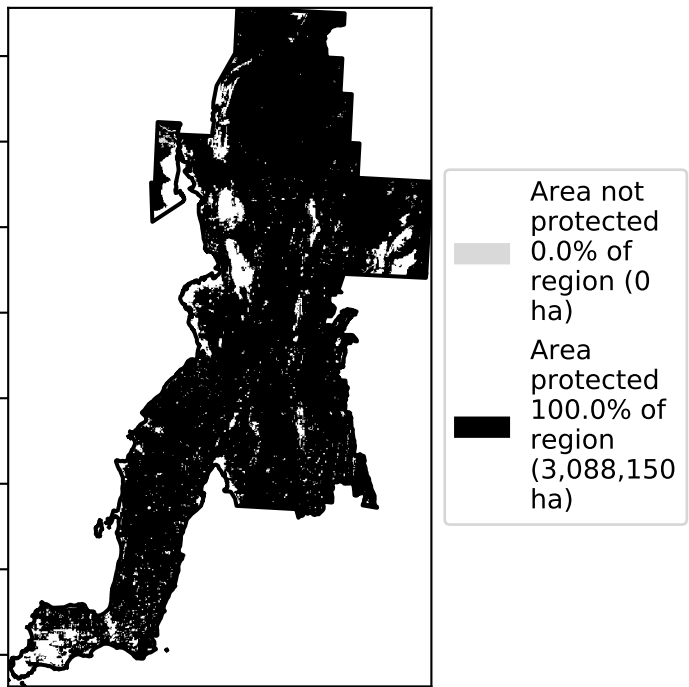 Area not
protected
0.0% of
region (0
ha)
Area
protected
100.0% of
region
(3,088,150
ha)